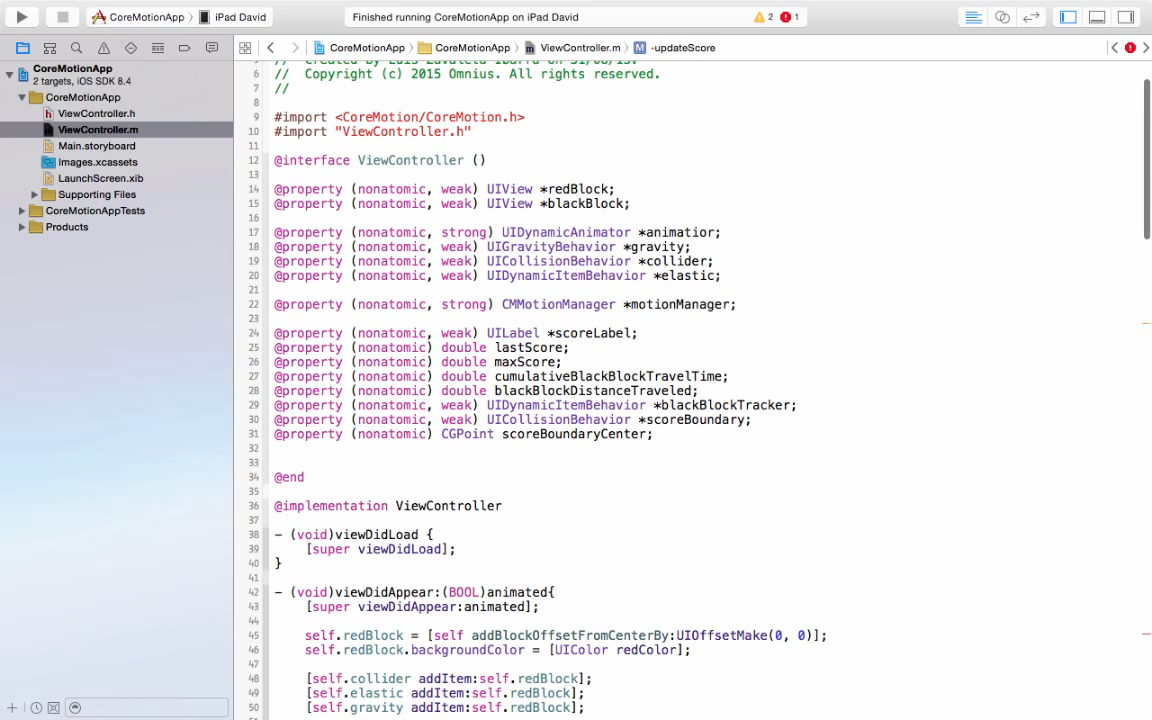 CoreMotionApp 〉 iPad David
Finished running CoreMotionApp on iPad David
2 1
CoreMotionApp 〉 CoreMotionApp 〉 ViewController.m 〉 M -updateScore
CoreMotionApp
2 targets, iOS SDK 8.4
CoreMotionApp
h ViewController.h
ViewController.m
Main.storyboard
Images.xcassets
LaunchScreen.xib
Supporting Files
CoreMotionAppTests
Products
6 // Copyright (c) 2015 Omnius. All rights reserved.
7 //
8
9 #import <CoreMotion/CoreMotion.h>
10 #import "ViewController.h"
11
12 @interface ViewController ()
13
14 @property (nonatomic, weak) UIView *redBlock;
15 @property (nonatomic, weak) UIView *blackBlock;
16
17 @property (nonatomic, strong) UIDynamicAnimator *animatior;
18 @property (nonatomic, weak) UIGravityBehavior *gravity;
19 @property (nonatomic, weak) UICollisionBehavior *collider;
20 @property (nonatomic, weak) UIDynamicItemBehavior *elastic;
21
22 @property (nonatomic, strong) CMMotionManager *motionManager;
23
24 @property (nonatomic, weak) UILabel *scoreLabel;
25 @property (nonatomic) double lastScore;
26 @property (nonatomic) double maxScore;
27 @property (nonatomic) double cumulativeBlackBlockTravelTime;
28 @property (nonatomic) double blackBlockDistanceTraveled;
29 @property (nonatomic, weak) UIDynamicItemBehavior *blackBlockTracker;
30 @property (nonatomic, weak) UICollisionBehavior *scoreBoundary;
31 @property (nonatomic) CGPoint scoreBoundaryCenter;
32
33
34 @end
35
36 @implementation ViewController
37
38 - (void)viewDidLoad {
39 [super viewDidLoad];
40 }
41
42 - (void)viewDidAppear:(BOOL)animated{
43 [super viewDidAppear:animated];
44
45 self.redBlock = [self addBlockOffsetFromCenterBy:UIOffsetMake(0, 0)];
46 self.redBlock.backgroundColor = [UIColor redColor];
47
48 [self.collider addItem:self.redBlock];
49 [self.elastic addItem:self.redBlock];
50 [self.gravity addItem:self.redBlock];